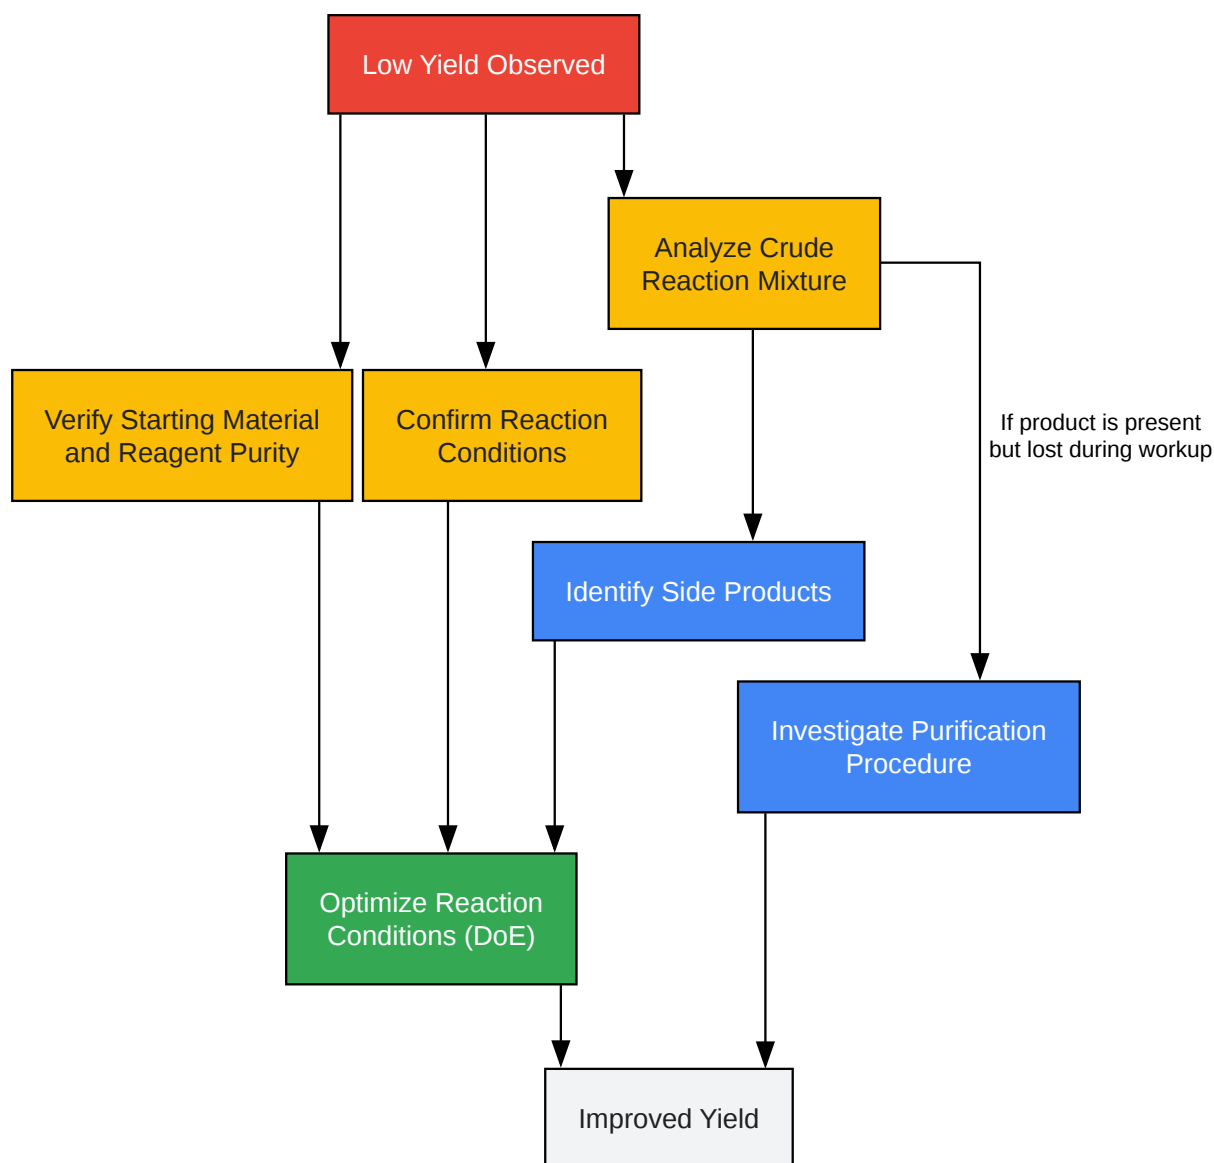 Low Yield Observed
Analyze Crude
Reaction Mixture
Verify Starting Material
and Reagent Purity
Confirm Reaction
Conditions
If product is present
but lost during workup
Identify Side Products
Investigate Purification
Procedure
Optimize Reaction
Conditions (DoE)
Improved Yield